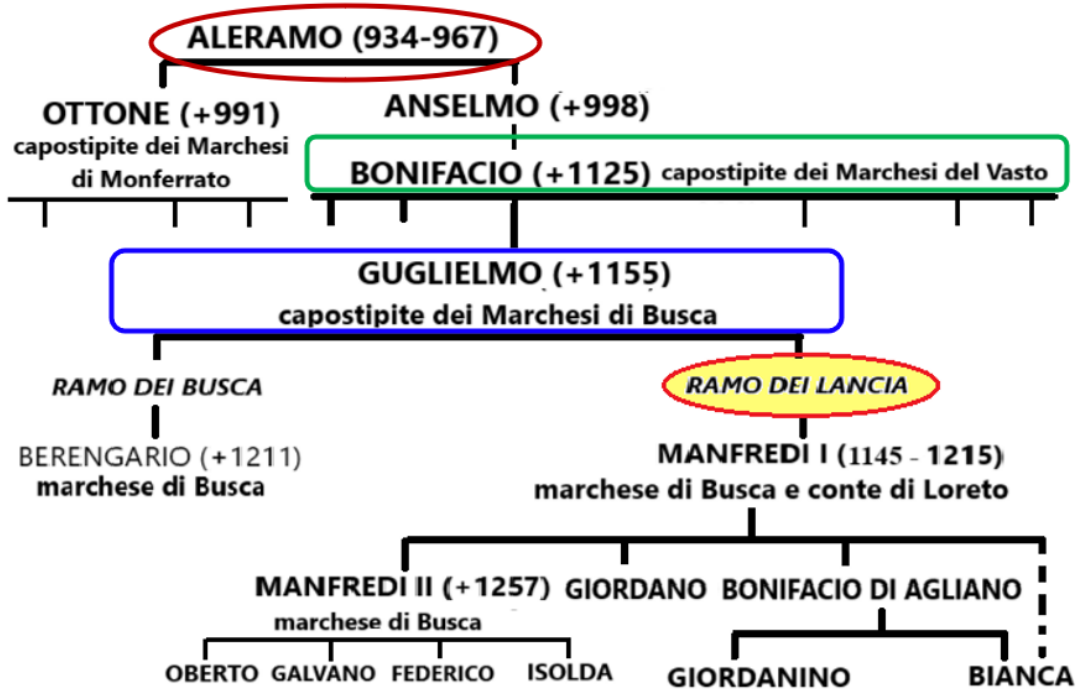 ALERAMO (934-967)
OTTONE (+991)
capostipite dei Marchesi
di Monferrato
ANSELMO (+998)
BONIFACIO (+1125) capostipite dei Marchesi del Vasto
GUGLIELMO (+1155)
capostipite dei Marchesi di Busca
RAMO DEI BUSCA
RAMO DEI LANCIA
BERENGARIO (+1211)
marchese di Busca
MANFREDI I (1145 - 1215)
marchese di Busca e conte di Loreto
MANFREDI II (+1257)
marchese di Busca
GIORDANO
BONIFACIO DI AGLIANO
OBERTO
GALVANO
FEDERICO
ISOLDA
GIORDANINO
BIANCA